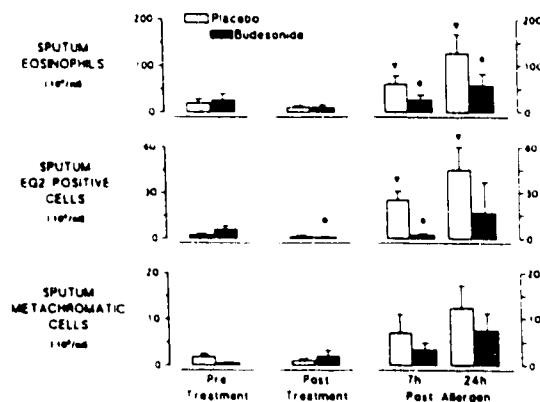 Placebo
Budesonide
SPUTUM
EOSINOPHILS
200
100
0
200
100
50
0
SPUTUM
EG2 POSITIVE
CELLS
60
30
0
60
30
0
SPUTUM
METACHROMATIC
CELLS
20
10
0
20
10
0
Pre
Treatment
Post
Treatment
7h
24h
Post Allergen